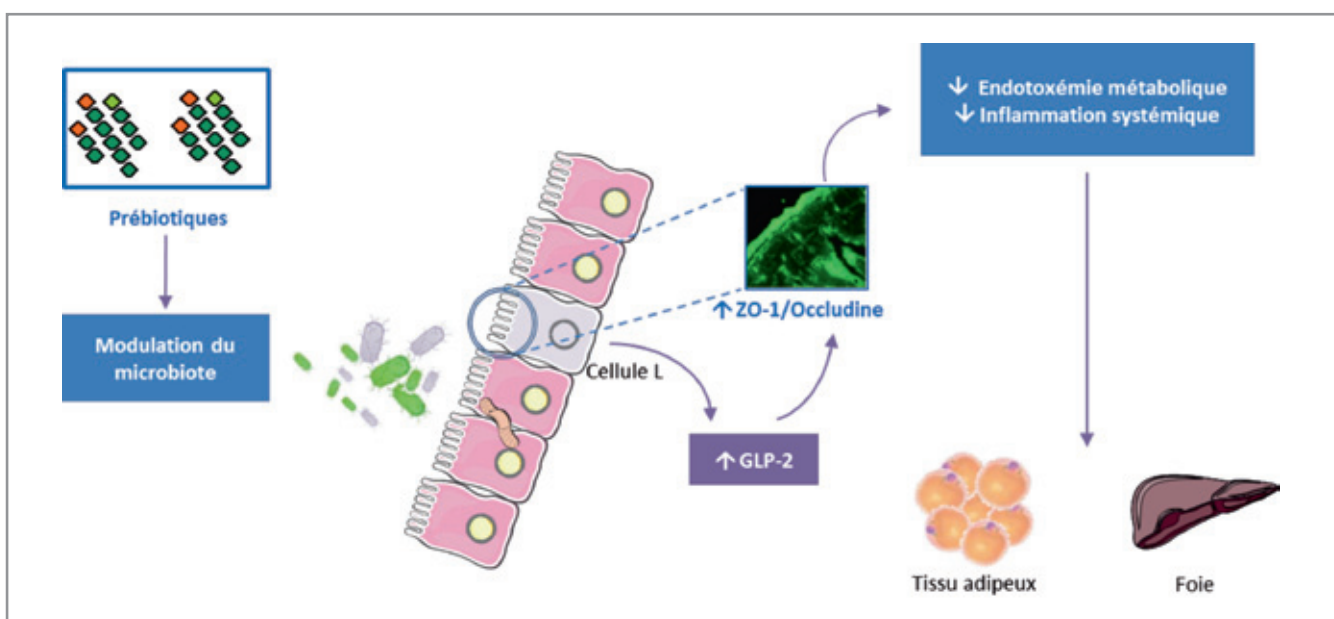 Prébiotiques
Modulation du
microbiote
Cellule L
↑ GLP-2
↑ ZO-1/Occludine
↓ Endotoxémie métabolique
↓ Inflammation systémique
Tissu adipeux
Foie